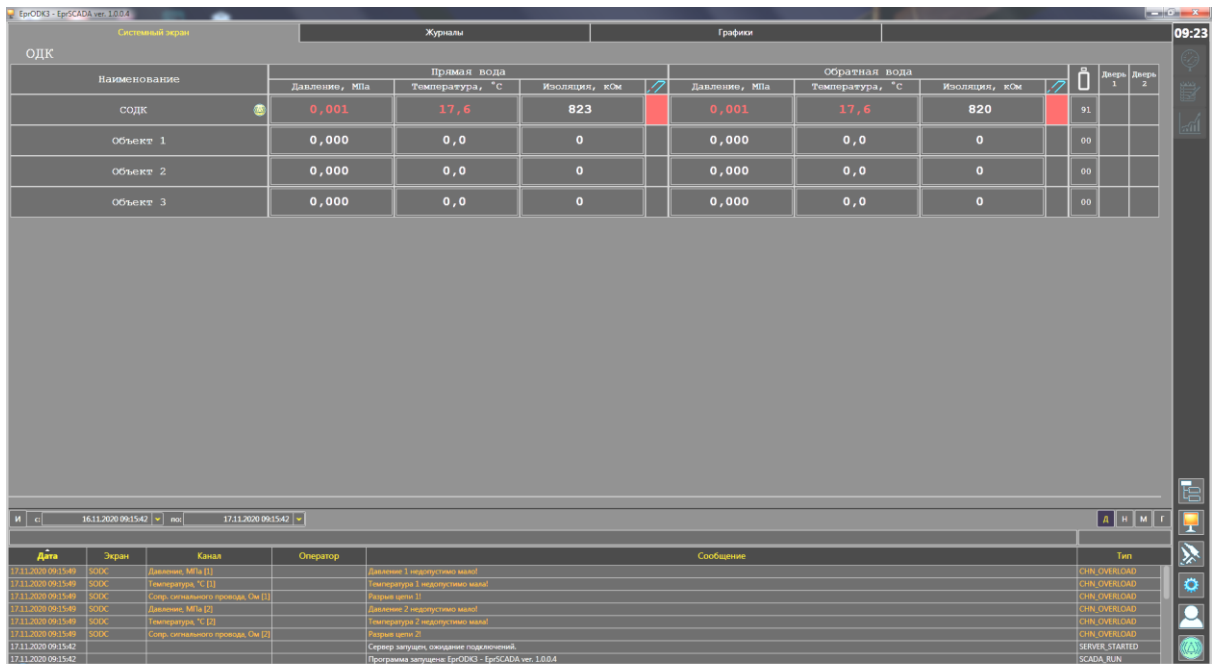 EprODK3 - EprSCADA ver. 1.0.0.4
Системный экран Журналы Графики 09:23
ОДК
Наименование Прямая вода Обратная вода Дверь 1 Дверь 2
Давление, МПа Температура, °C Изоляция, кОм Давление, МПа Температура, °C Изоляция, кОм
СОДК 0,001 17,6 823 0,001 17,6 820 91
Объект 1 0,000 0,0 0 0,000 0,0 0 00
Объект 2 0,000 0,0 0 0,000 0,0 0 00
Объект 3 0,000 0,0 0 0,000 0,0 0 00
И с: 16.11.2020 09:15:42 по: 17.11.2020 09:15:42 Д Н М Г
Дата Экран Канал Оператор Сообщение Тип
17.11.2020 09:15:49 SODC Давление, МПа [1] Давление 1 недопустимо мало! CHN_OVERLOAD
17.11.2020 09:15:49 SODC Температура, °C [1] Температура 1 недопустимо мала! CHN_OVERLOAD
17.11.2020 09:15:49 SODC Сопр. сигнального провода, Ом [1] Разрыв цепи 1! CHN_OVERLOAD
17.11.2020 09:15:49 SODC Давление, МПа [2] Давление 2 недопустимо мало! CHN_OVERLOAD
17.11.2020 09:15:49 SODC Температура, °C [2] Температура 2 недопустимо мала! CHN_OVERLOAD
17.11.2020 09:15:49 SODC Сопр. сигнального провода, Ом [2] Разрыв цепи 2! CHN_OVERLOAD
17.11.2020 09:15:42 Сервер запущен, ожидание подключений. SERVER_STARTED
17.11.2020 09:15:42 Программа запущена: EprODK3 - EprSCADA ver. 1.0.0.4 SCADA_RUN